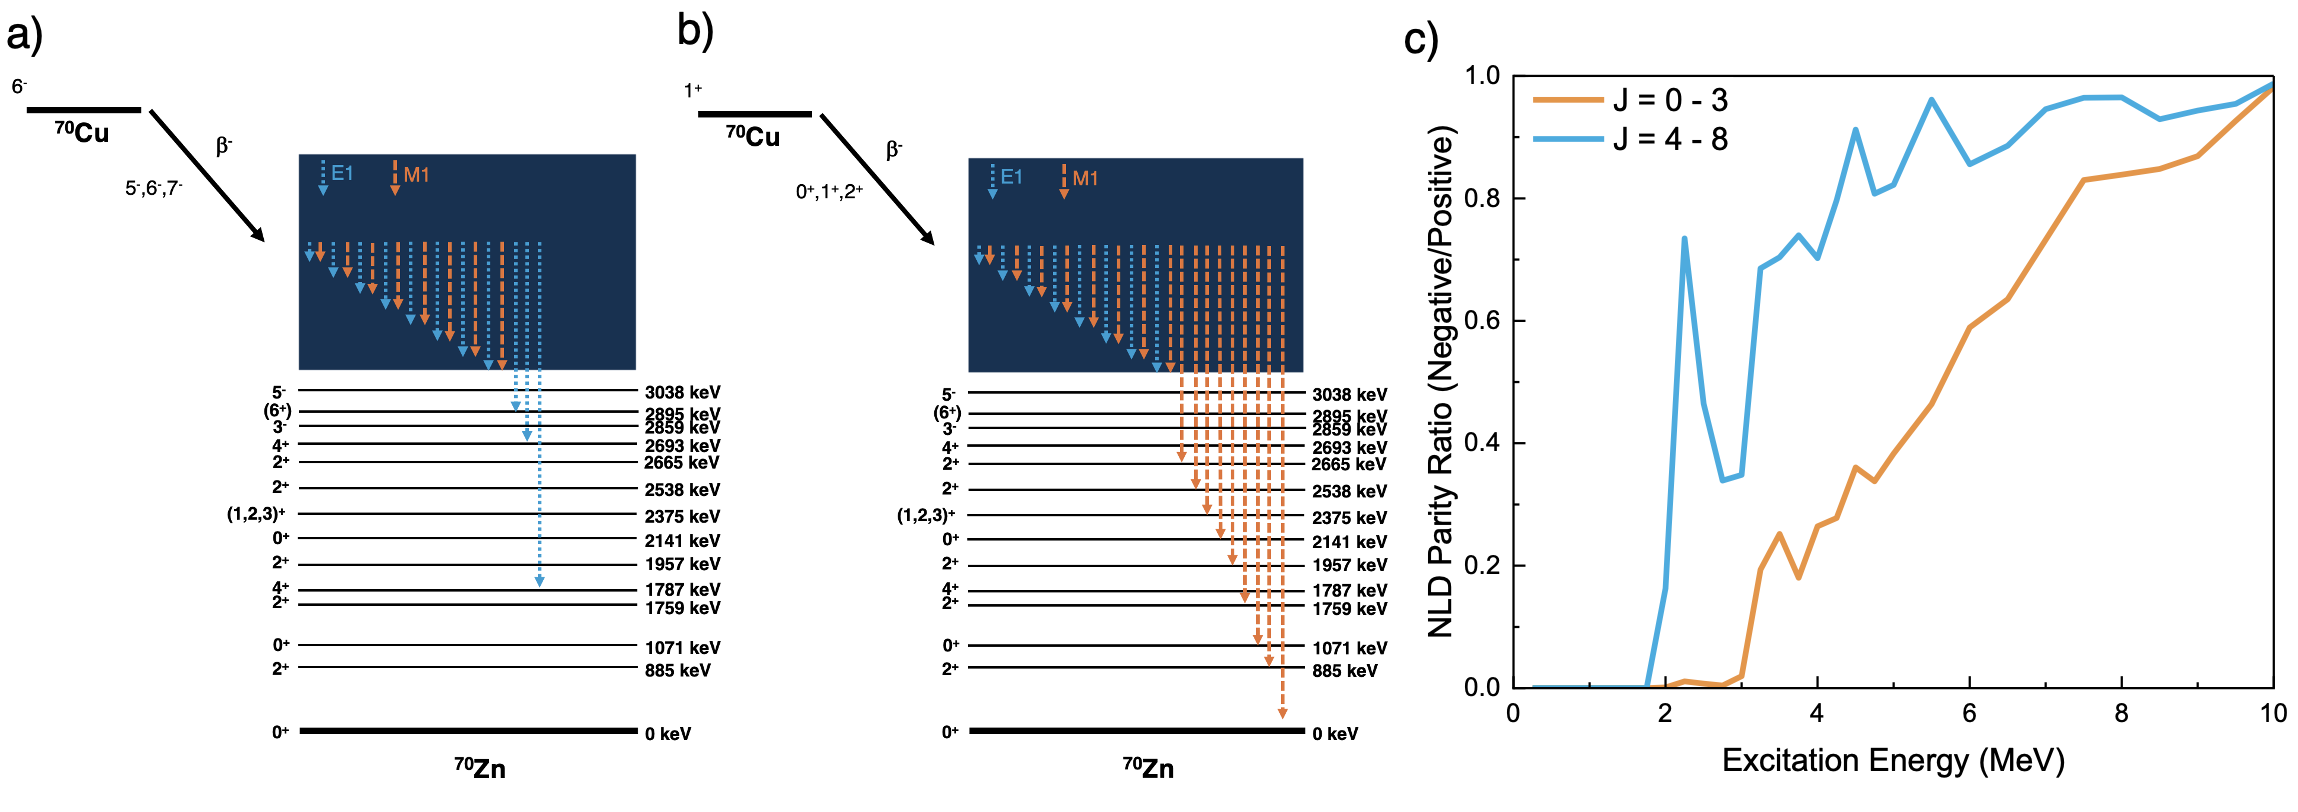 a)
6-
70Cu
β-
5-,6-,7-
E1
M1
5- 3038 keV
(6+) 2895 keV
3- 2859 keV
4+ 2693 keV
2+ 2665 keV
2+ 2538 keV
(1,2,3)+ 2375 keV
0+ 2141 keV
2+ 1957 keV
4+ 1787 keV
2+ 1759 keV
0+ 1071 keV
2+ 885 keV
0+ 0 keV
70Zn
b)
1+
70Cu
β-
0+,1+,2+
E1
M1
5- 3038 keV
(6+) 2895 keV
3- 2859 keV
4+ 2693 keV
2+ 2665 keV
2+ 2538 keV
(1,2,3)+ 2375 keV
0+ 2141 keV
2+ 1957 keV
4+ 1787 keV
2+ 1759 keV
0+ 1071 keV
2+ 885 keV
0+ 0 keV
70Zn
c)
NLD Parity Ratio (Negative/Positive)
1.0
0.8
0.6
0.4
0.2
0.0
J = 0 - 3
J = 4 - 8
0 2 4 6 8 10
Excitation Energy (MeV)